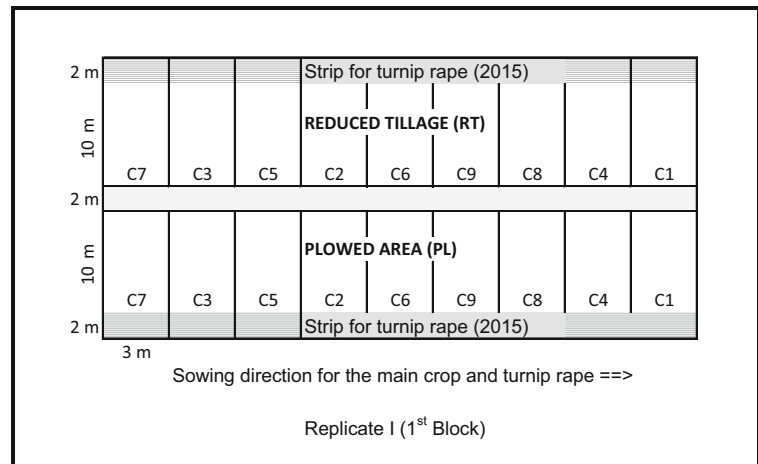 2 m
Strip for turnip rape (2015)
10 m
REDUCED TILLAGE (RT)
C7 C3 C5 C2 C6 C9 C8 C4 C1
2 m
10 m
PLOWED AREA (PL)
C7 C3 C5 C2 C6 C9 C8 C4 C1
2 m
Strip for turnip rape (2015)
3 m
Sowing direction for the main crop and turnip rape ==>
Replicate I (1st Block)